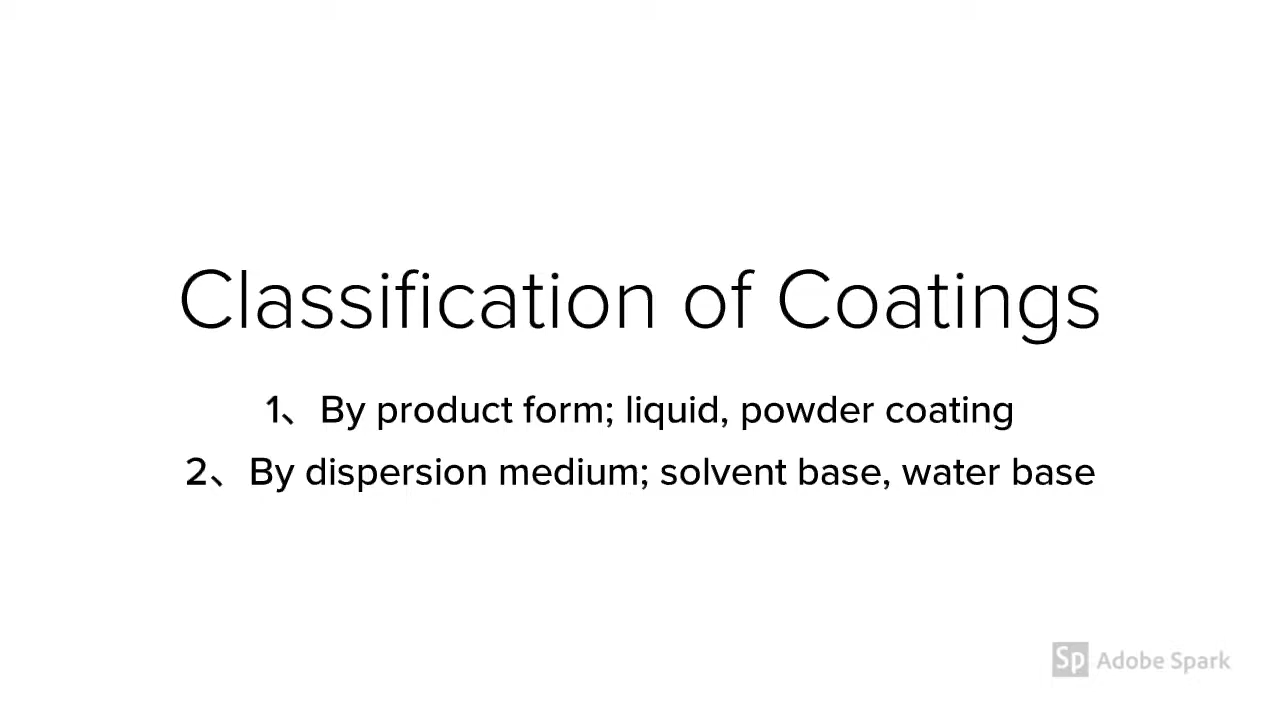 Classification of Coatings
1、By product form; liquid, powder coating
2、By dispersion medium; solvent base, water base
Sp Adobe Spark